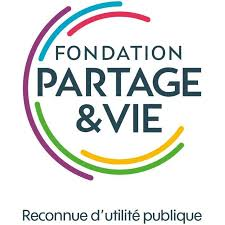 FONDATION
PARTAGE
&VIE
Reconnue d'utilité publique